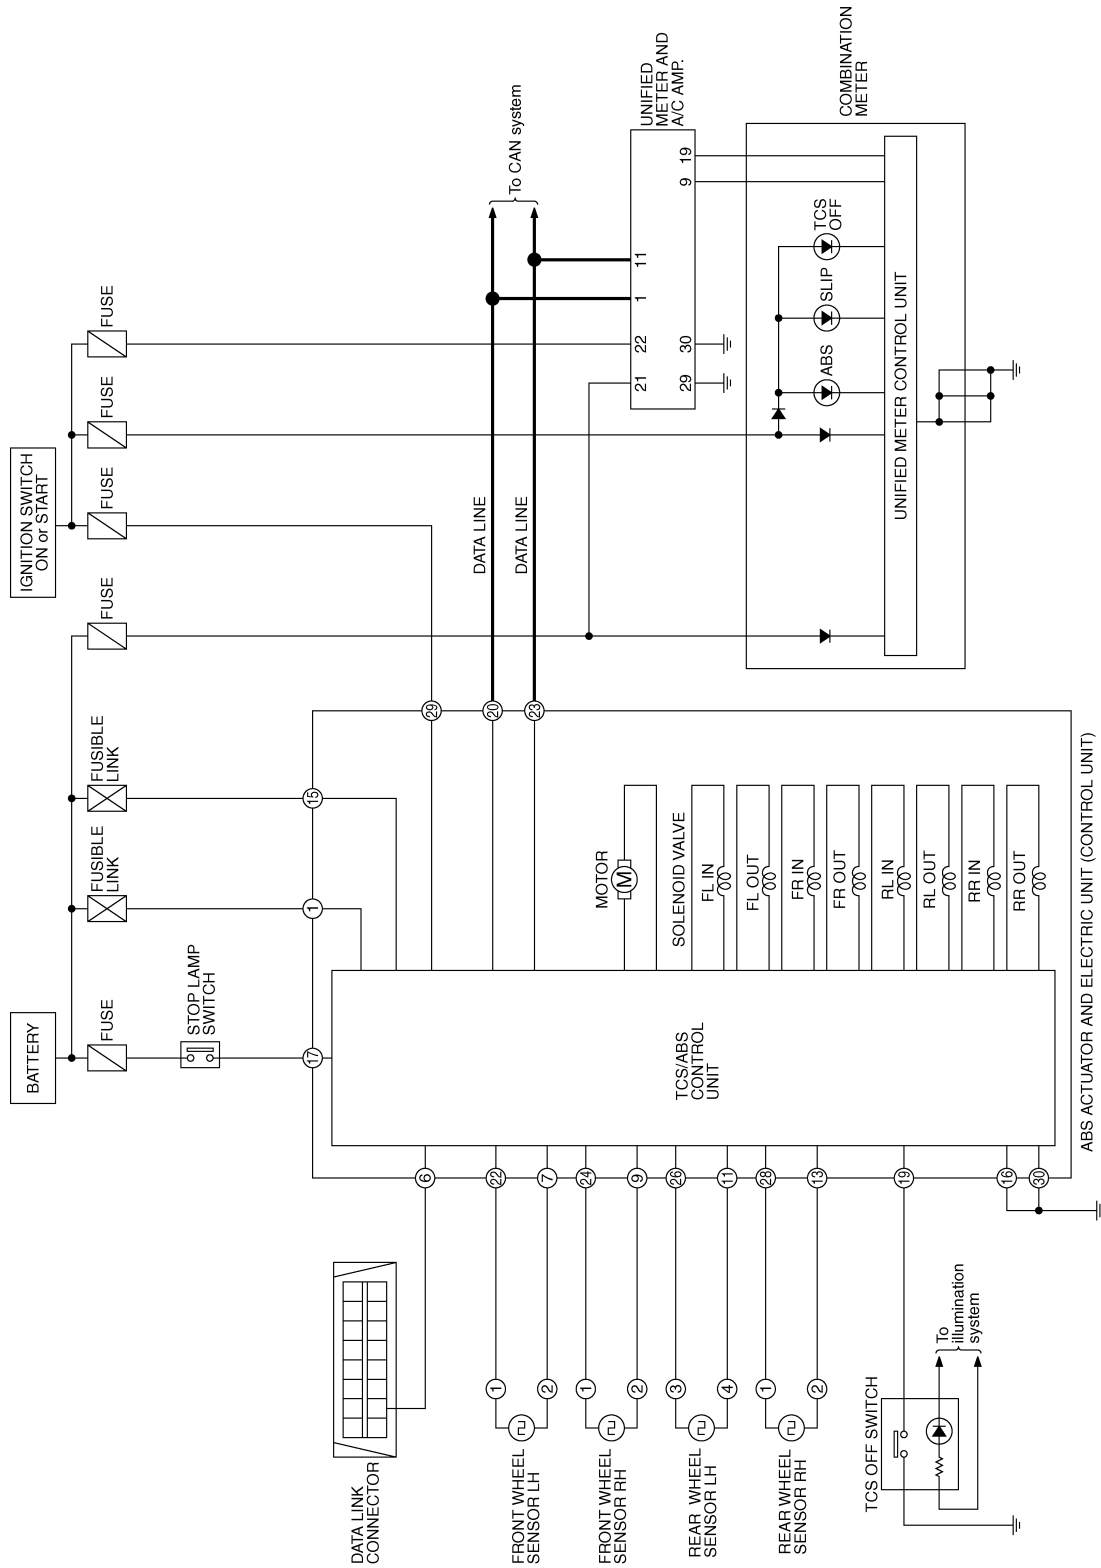 BATTERY
IGNITION SWITCH
ON or START
FUSE
STOP LAMP
SWITCH
FUSIBLE
LINK
FUSIBLE
LINK
FUSE
FUSE
FUSE
FUSE
17
1
15
29
20
23
DATA LINE
DATA LINE
To CAN system
UNIFIED
METER AND
A/C AMP.
21
22
1
11
29
30
9
19
COMBINATION
METER
ABS
SLIP
TCS
OFF
UNIFIED METER CONTROL UNIT
TCS/ABS
CONTROL
UNIT
MOTOR
M
SOLENOID VALVE
FL IN
FL OUT
FR IN
FR OUT
RL IN
RL OUT
RR IN
RR OUT
ABS ACTUATOR AND ELECTRIC UNIT (CONTROL UNIT)
6
22
7
24
9
26
11
28
13
19
16
30
DATA LINK
CONNECTOR
1
2
FRONT WHEEL
SENSOR LH
1
2
FRONT WHEEL
SENSOR RH
3
4
REAR WHEEL
SENSOR LH
1
2
REAR WHEEL
SENSOR RH
TCS OFF SWITCH
To
illumination
system